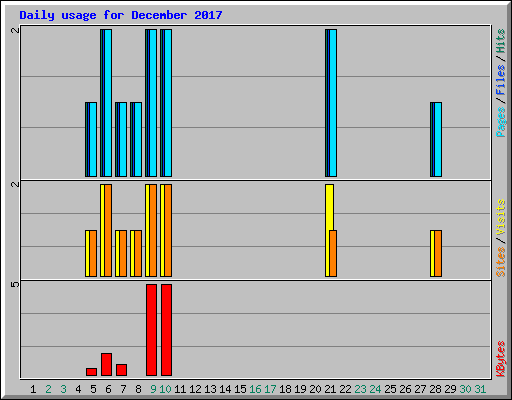 Daily usage for December 2017
2
2
5
Pages/Files/Hits
Sites/Visits
KBytes
1 2 3 4 5 6 7 8 9 10 11 12 13 14 15 16 17 18 19 20 21 22 23 24 25 26 27 28 29 30 31